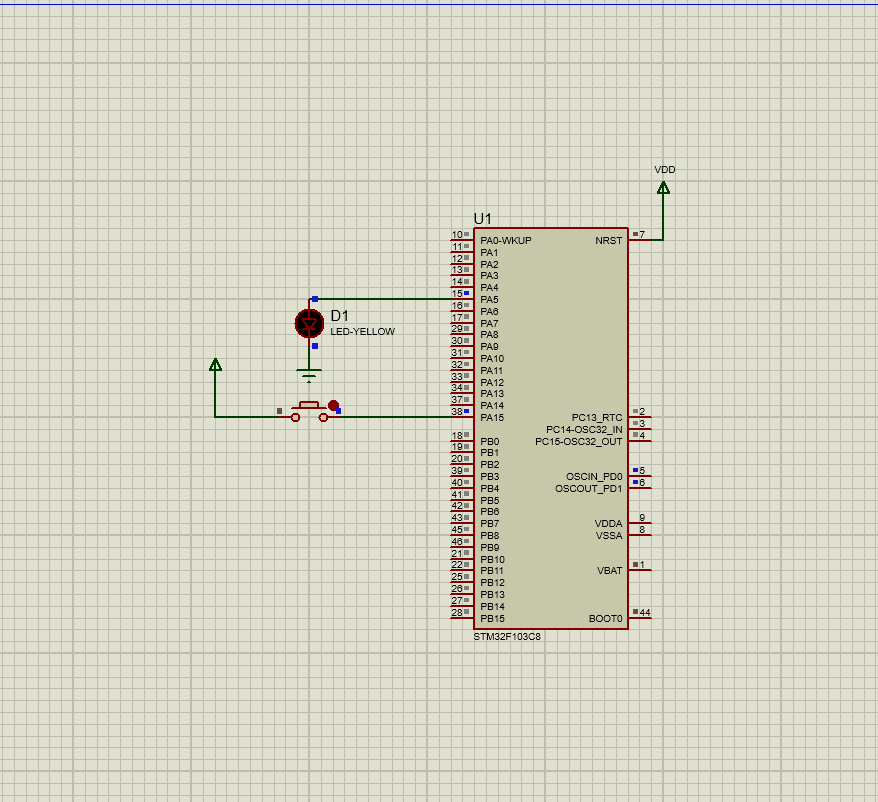 VDD
U1
10 PA0-WKUP NRST 7
11 PA1
12 PA2
13 PA3
14 PA4
15 PA5
16 PA6
D1
17 PA7
LED-YELLOW
29 PA8
30 PA9
31 PA10
32 PA11
33 PA12
34 PA13
37 PA14
38 PA15 PC13_RTC 2
PC14-OSC32_IN 3
18 PB0 PC15-OSC32_OUT 4
19 PB1
20 PB2
39 PB3 OSCIN_PD0 5
40 PB4 OSCOUT_PD1 6
41 PB5
42 PB6
43 PB7 VDDA 9
45 PB8 VSSA 8
46 PB9
21 PB10
22 PB11 VBAT 1
25 PB12
26 PB13
27 PB14
28 PB15 BOOT0 44
STM32F103C8